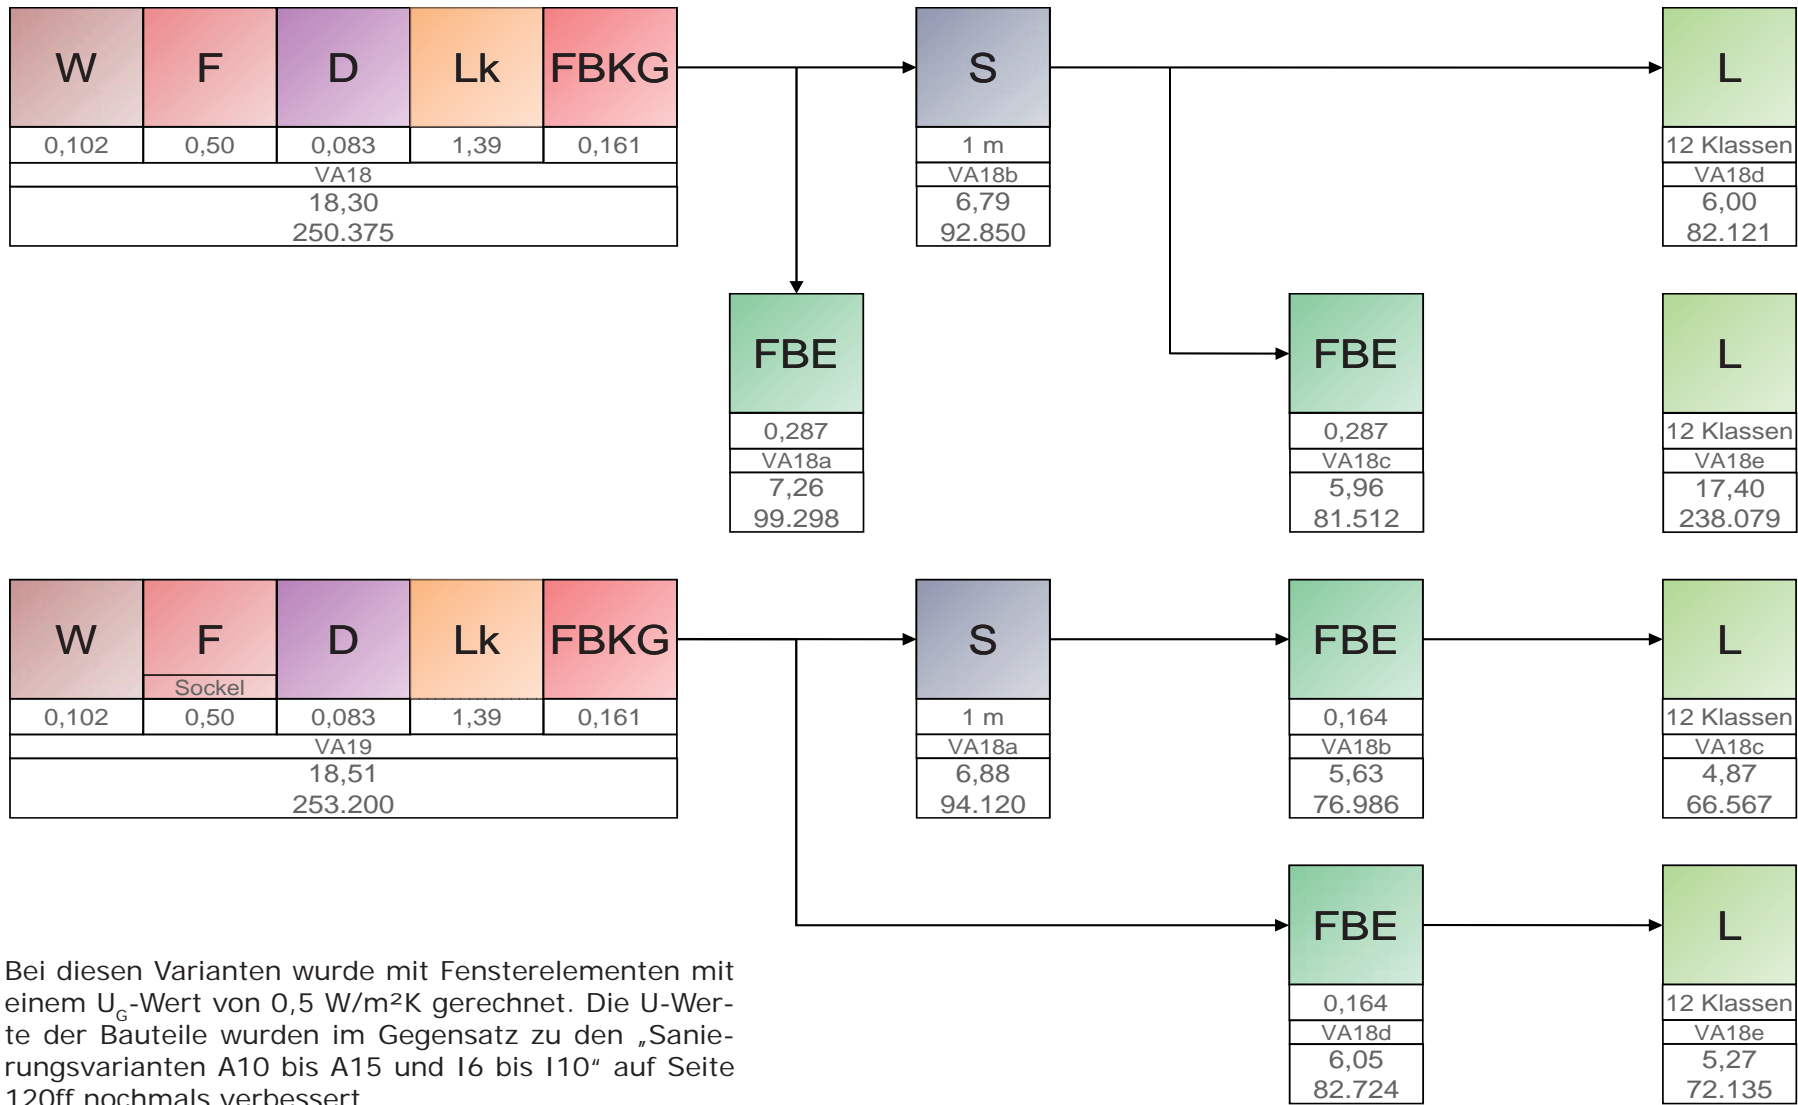 W F D Lk FBKG S L
0,102 0,50 0,083 1,39 0,161 1 m 12 Klassen
VA18 VA18b VA18d
18,30 6,79 6,00
250.375 92.850 82.121
FBE FBE L
0,287 0,287 12 Klassen
VA18a VA18c VA18e
7,26 5,96 17,40
99.298 81.512 238.079
W F D Lk FBKG S FBE L
Sockel
0,102 0,50 0,083 1,39 0,161 1 m 0,164 12 Klassen
VA19 VA18a VA18b VA18c
18,51 6,88 5,63 4,87
253.200 94.120 76.986 66.567
FBE L
0,164 12 Klassen
VA18d VA18e
6,05 5,27
82.724 72.135
Bei diesen Varianten wurde mit Fensterelementen mit
einem U_G-Wert von 0,5 W/m²K gerechnet. Die U-Wer-
te der Bauteile wurden im Gegensatz zu den „Sanie-
rungsvarianten A10 bis A15 und I6 bis I10“ auf Seite
120ff nochmals verbessert